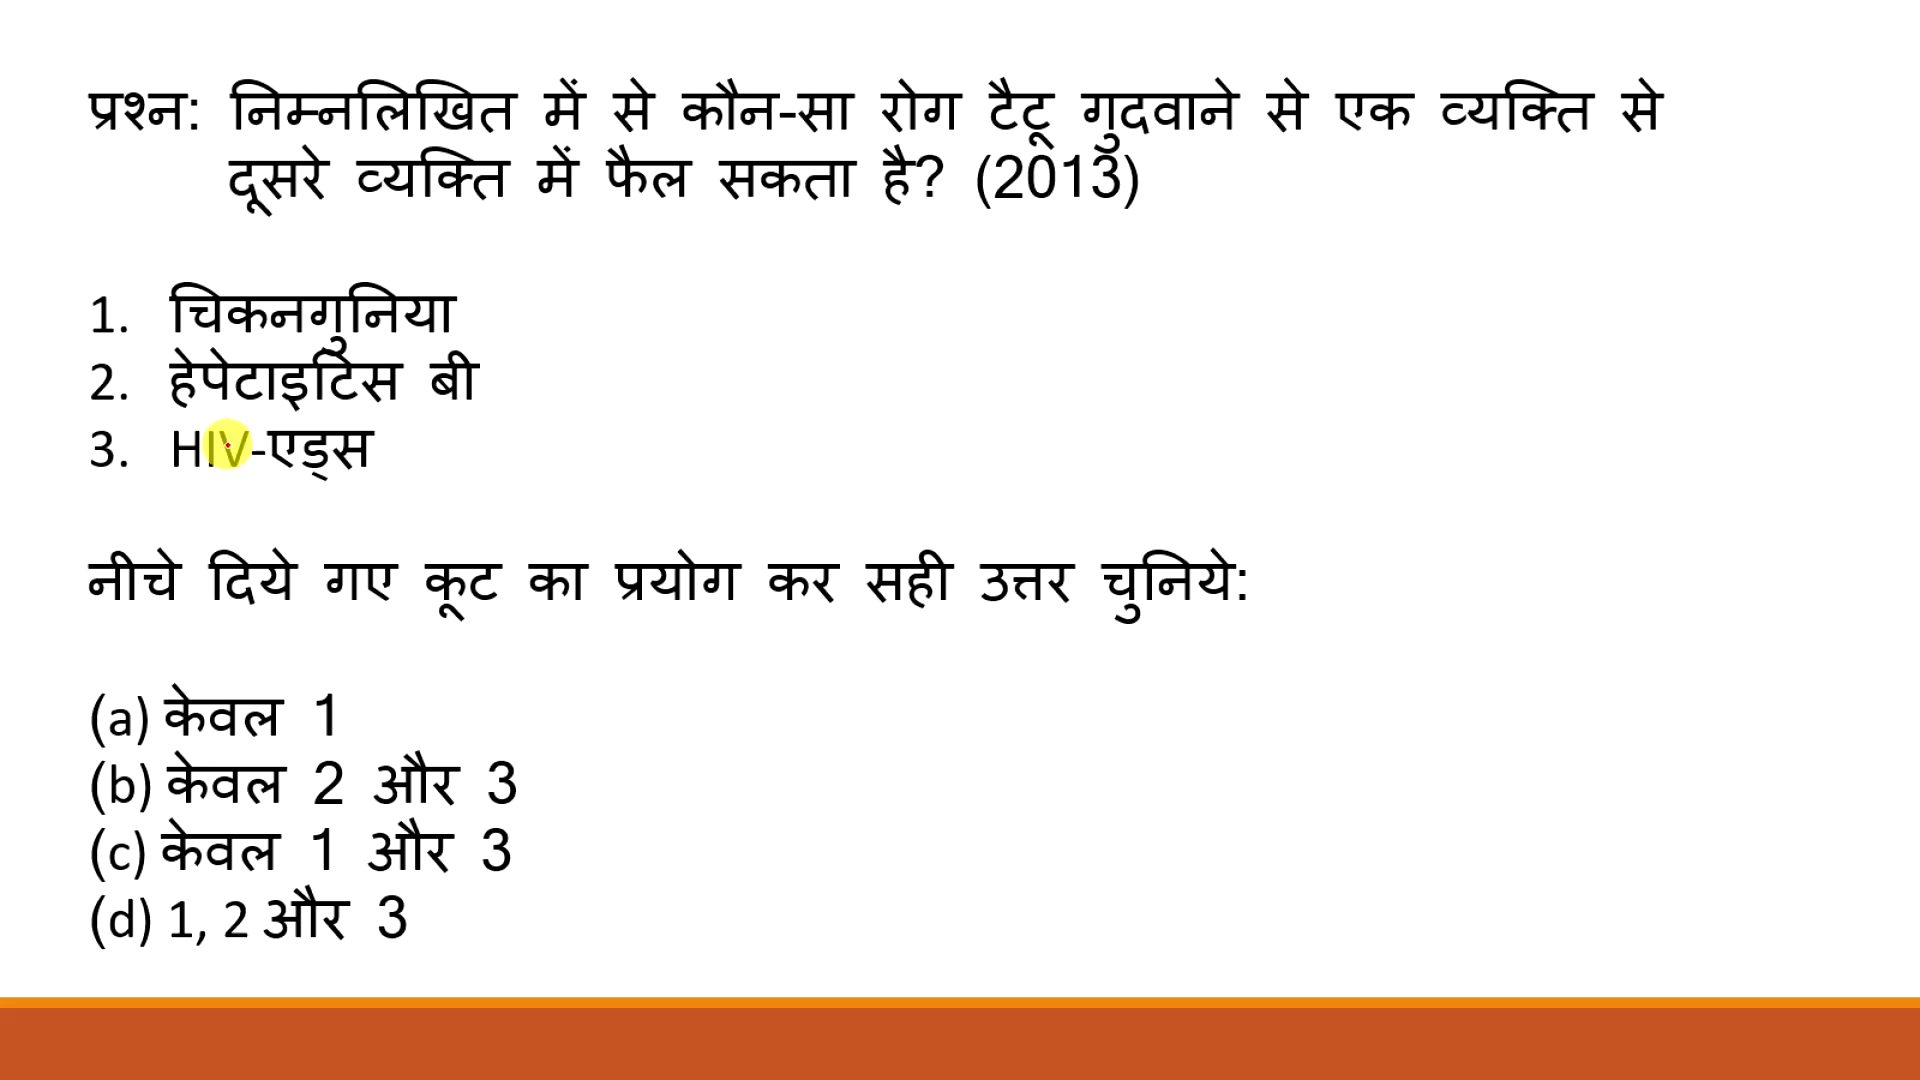 प्रश्न: निम्नलिखित में से कौन-सा रोग टैटू गुदवाने से एक व्यक्ति से
दूसरे व्यक्ति में फैल सकता है? (2013)
1. चिकनगुनिया
2. हेपेटाइटिस बी
3. HIV-एड्स
नीचे दिये गए कूट का प्रयोग कर सही उत्तर चुनिये:
(a) केवल 1
(b) केवल 2 और 3
(c) केवल 1 और 3
(d) 1, 2 और 3